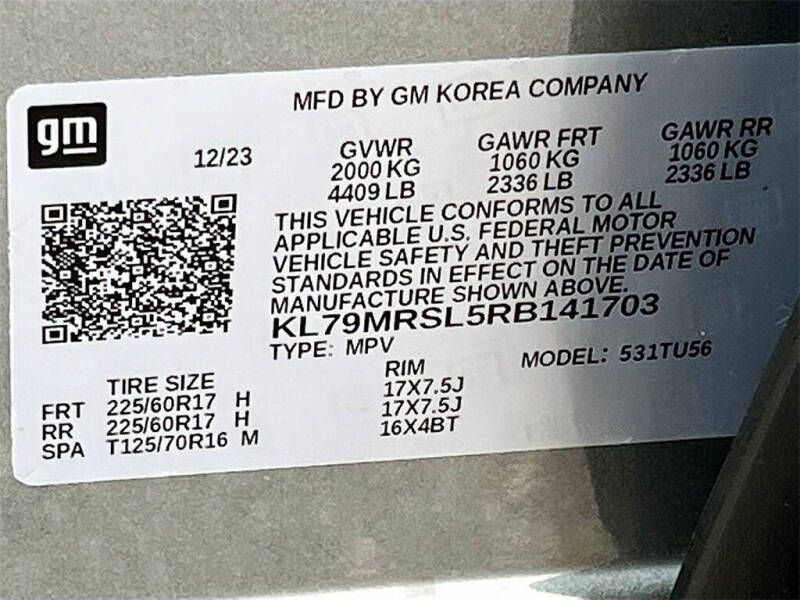 MFD BY GM KOREA COMPANY
gm
12/23
GVWR GAWR FRT GAWR RR
2000 KG 1060 KG 1060 KG
4409 LB 2336 LB 2336 LB
THIS VEHICLE CONFORMS TO ALL
APPLICABLE U.S. FEDERAL MOTOR
VEHICLE SAFETY AND THEFT PREVENTION
STANDARDS IN EFFECT ON THE DATE OF
MANUFACTURE SHOWN ABOVE.
KL79MRSL5RB141703
TYPE: MPV MODEL: 531TU56
TIRE SIZE RIM
FRT 225/60R17 H 17X7.5J
RR 225/60R17 H 17X7.5J
SPA T125/70R16 M 16X4BT